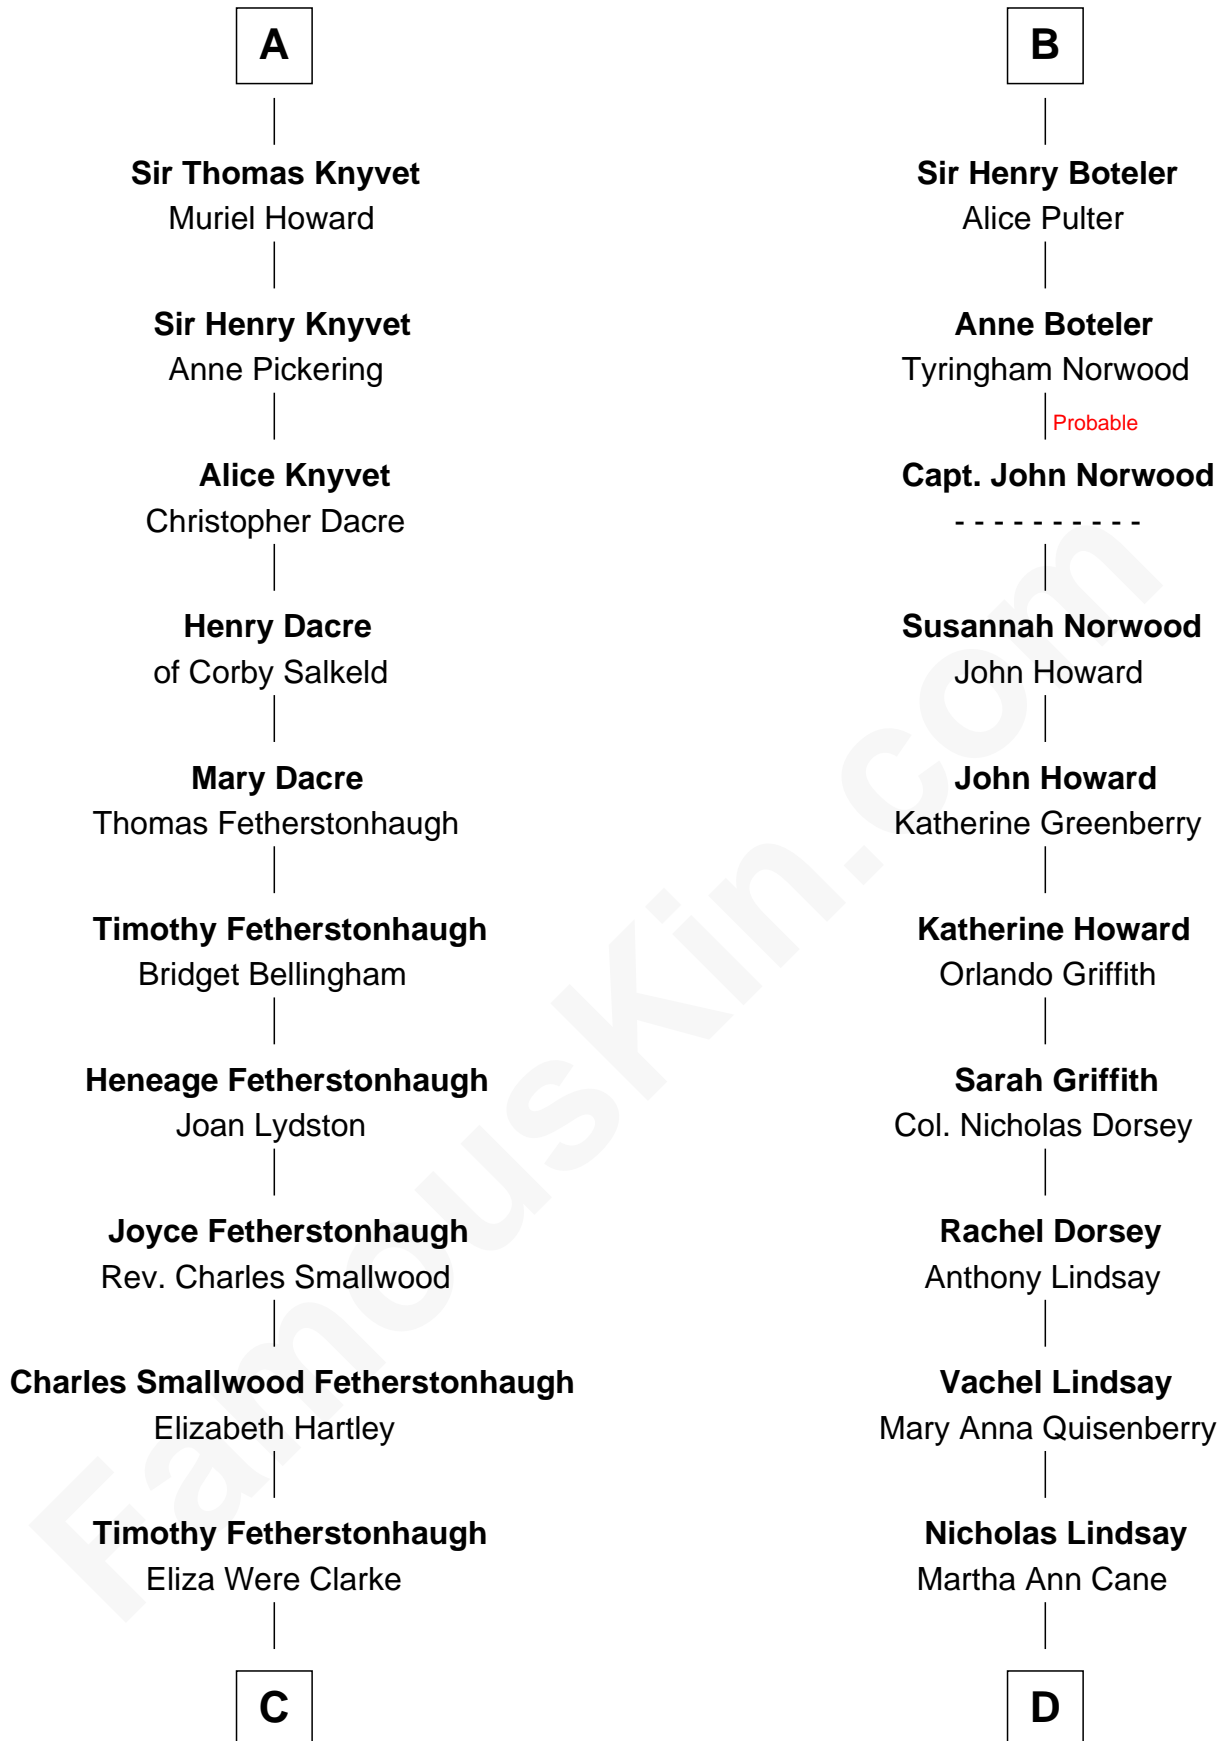 A
Sir Thomas Knyvet
Muriel Howard
Sir Henry Knyvet
Anne Pickering
Alice Knyvet
Christopher Dacre
Henry Dacre
of Corby Salkeld
Mary Dacre
Thomas Fetherstonhaugh
Timothy Fetherstonhaugh
Bridget Bellingham
Heneage Fetherstonhaugh
Joan Lydston
Joyce Fetherstonhaugh
Rev. Charles Smallwood
Charles Smallwood Fetherstonhaugh
Elizabeth Hartley
Timothy Fetherstonhaugh
Eliza Were Clarke
C
B
Sir Henry Boteler
Alice Pulter
Anne Boteler
Tyringham Norwood
Probable
Capt. John Norwood
- - - - - - - - - -
Susannah Norwood
John Howard
John Howard
Katherine Greenberry
Katherine Howard
Orlando Griffith
Sarah Griffith
Col. Nicholas Dorsey
Rachel Dorsey
Anthony Lindsay
Vachel Lindsay
Mary Anna Quisenberry
Nicholas Lindsay
Martha Ann Cane
D
FamousKin.com